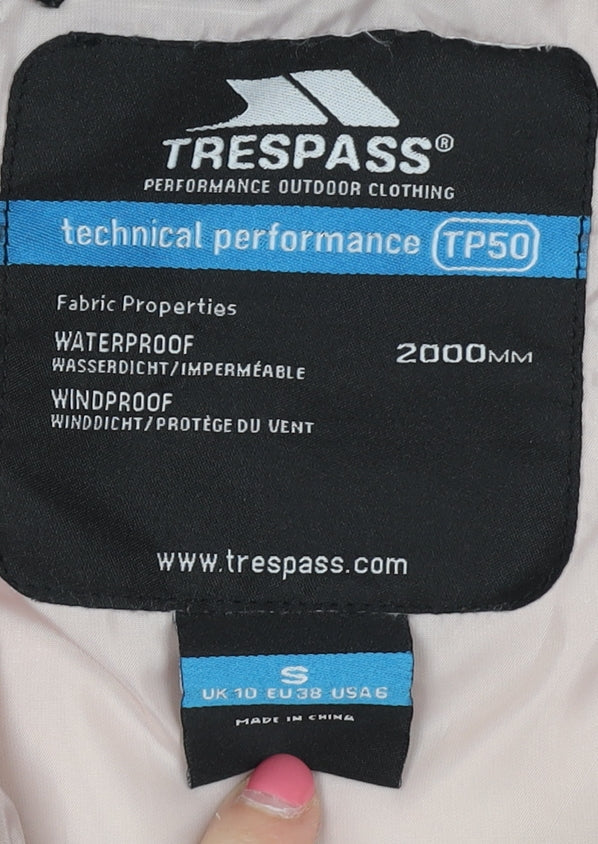 TRESPASS®
PERFORMANCE OUTDOOR CLOTHING
technical performance TP50
Fabric Properties
WATERPROOF 2000MM
WASSERDICHT/IMPERMÉABLE
WINDPROOF
WINDDICHT/PROTÈGE DU VENT
www.trespass.com
S
UK 10 EU 38 USA 6
MADE IN CHINA